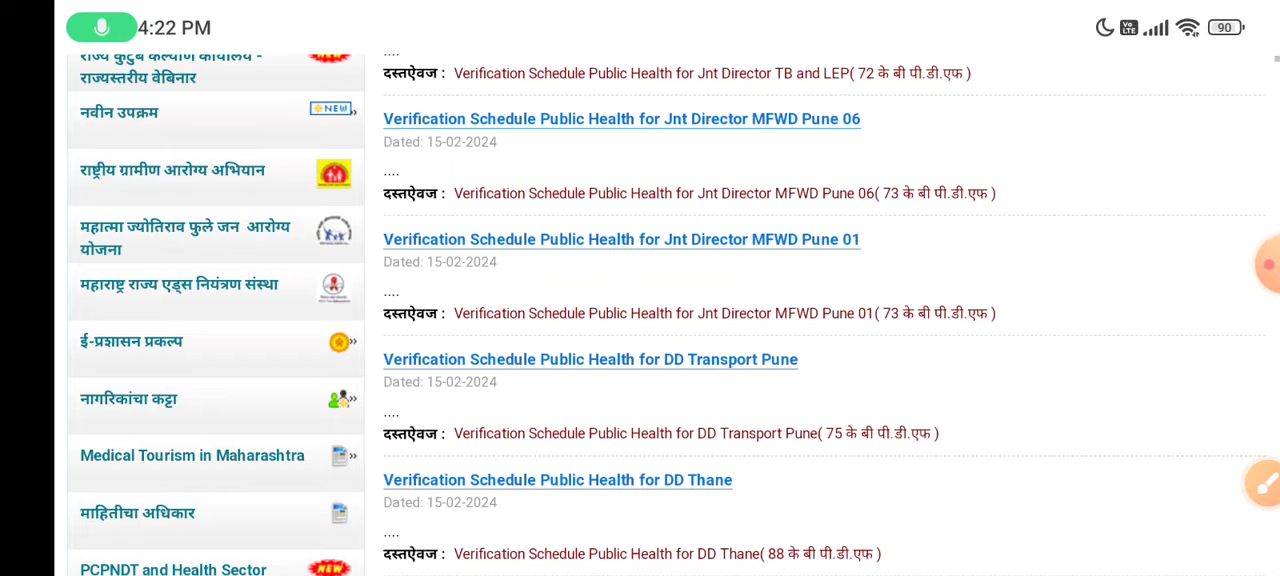 4:22 PM
90
राज्य कुटुंब कल्याण कार्यालय -
राज्यस्तरीय वेबिनार
नवीन उपक्रम
NEW
राष्ट्रीय ग्रामीण आरोग्य अभियान
महात्मा ज्योतिराव फुले जन आरोग्य
योजना
महाराष्ट्र राज्य एड्स नियंत्रण संस्था
ई-प्रशासन प्रकल्प
नागरिकांचा कट्टा
Medical Tourism in Maharashtra
माहितीचा अधिकार
PCPNDT and Health Sector
NEW
....
दस्तऐवज : Verification Schedule Public Health for Jnt Director TB and LEP( 72 के बी पी.डी.एफ )
Verification Schedule Public Health for Jnt Director MFWD Pune 06
Dated: 15-02-2024
....
दस्तऐवज : Verification Schedule Public Health for Jnt Director MFWD Pune 06( 73 के बी पी.डी.एफ )
Verification Schedule Public Health for Jnt Director MFWD Pune 01
Dated: 15-02-2024
....
दस्तऐवज : Verification Schedule Public Health for Jnt Director MFWD Pune 01( 73 के बी पी.डी.एफ )
Verification Schedule Public Health for DD Transport Pune
Dated: 15-02-2024
....
दस्तऐवज : Verification Schedule Public Health for DD Transport Pune( 75 के बी पी.डी.एफ )
Verification Schedule Public Health for DD Thane
Dated: 15-02-2024
....
दस्तऐवज : Verification Schedule Public Health for DD Thane( 88 के बी पी.डी.एफ )